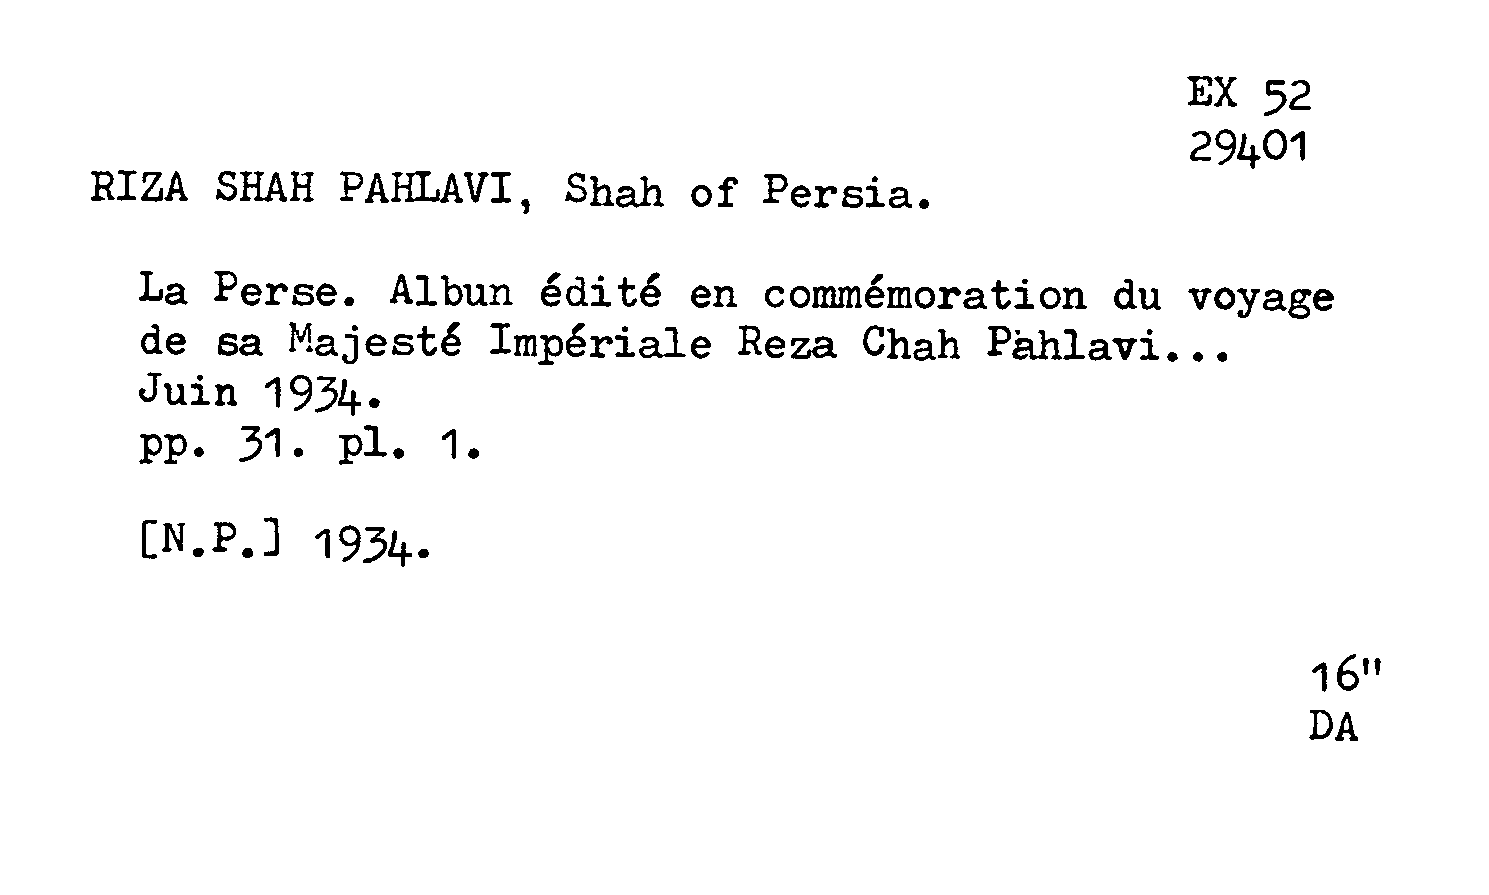 EX 52
29401
RIZA SHAH PAHLAVI, Shah of Persia.
La Perse. Albun édité en commémoration du voyage
de sa Majesté Impériale Reza Chah Pahlavi...
Juin 1934.
pp. 31. pl. 1.
[N.P.] 1934.
16"
DA